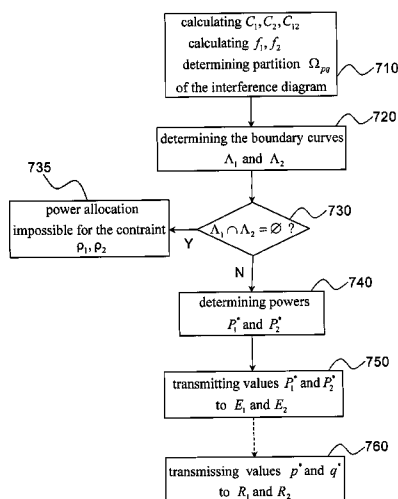 calculating C₁, C₂, C₁₂
calculating f₁, f₂
determining partition Ω_pq
of the interference diagram
710
720
determining the boundary curves
Λ₁ and Λ₂
735
power allocation
impossible for the contraint
ρ₁, ρ₂
730
Λ₁ ∩ Λ₂ = ∅ ?
Y
N
740
determining powers
P₁* and P₂*
750
transmitting values P₁* and P₂*
to E₁ and E₂
760
transmissing values p* and q*
to R₁ and R₂